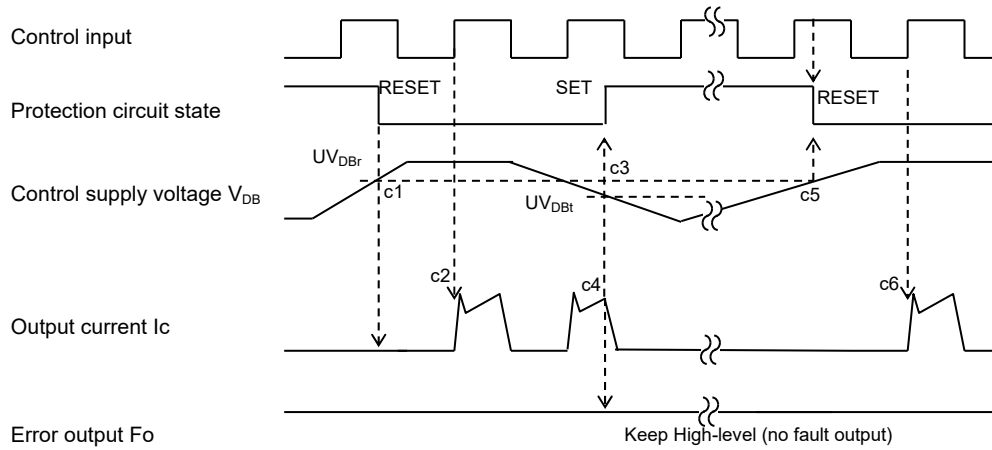 Control input
RESET
SET
Protection circuit state
RESET
UVDBr
c3
c1
Control supply voltage VDB
c5
UVDBt
c2
c4
c6
Output current Ic
Error output Fo
Keep High-level (no fault output)